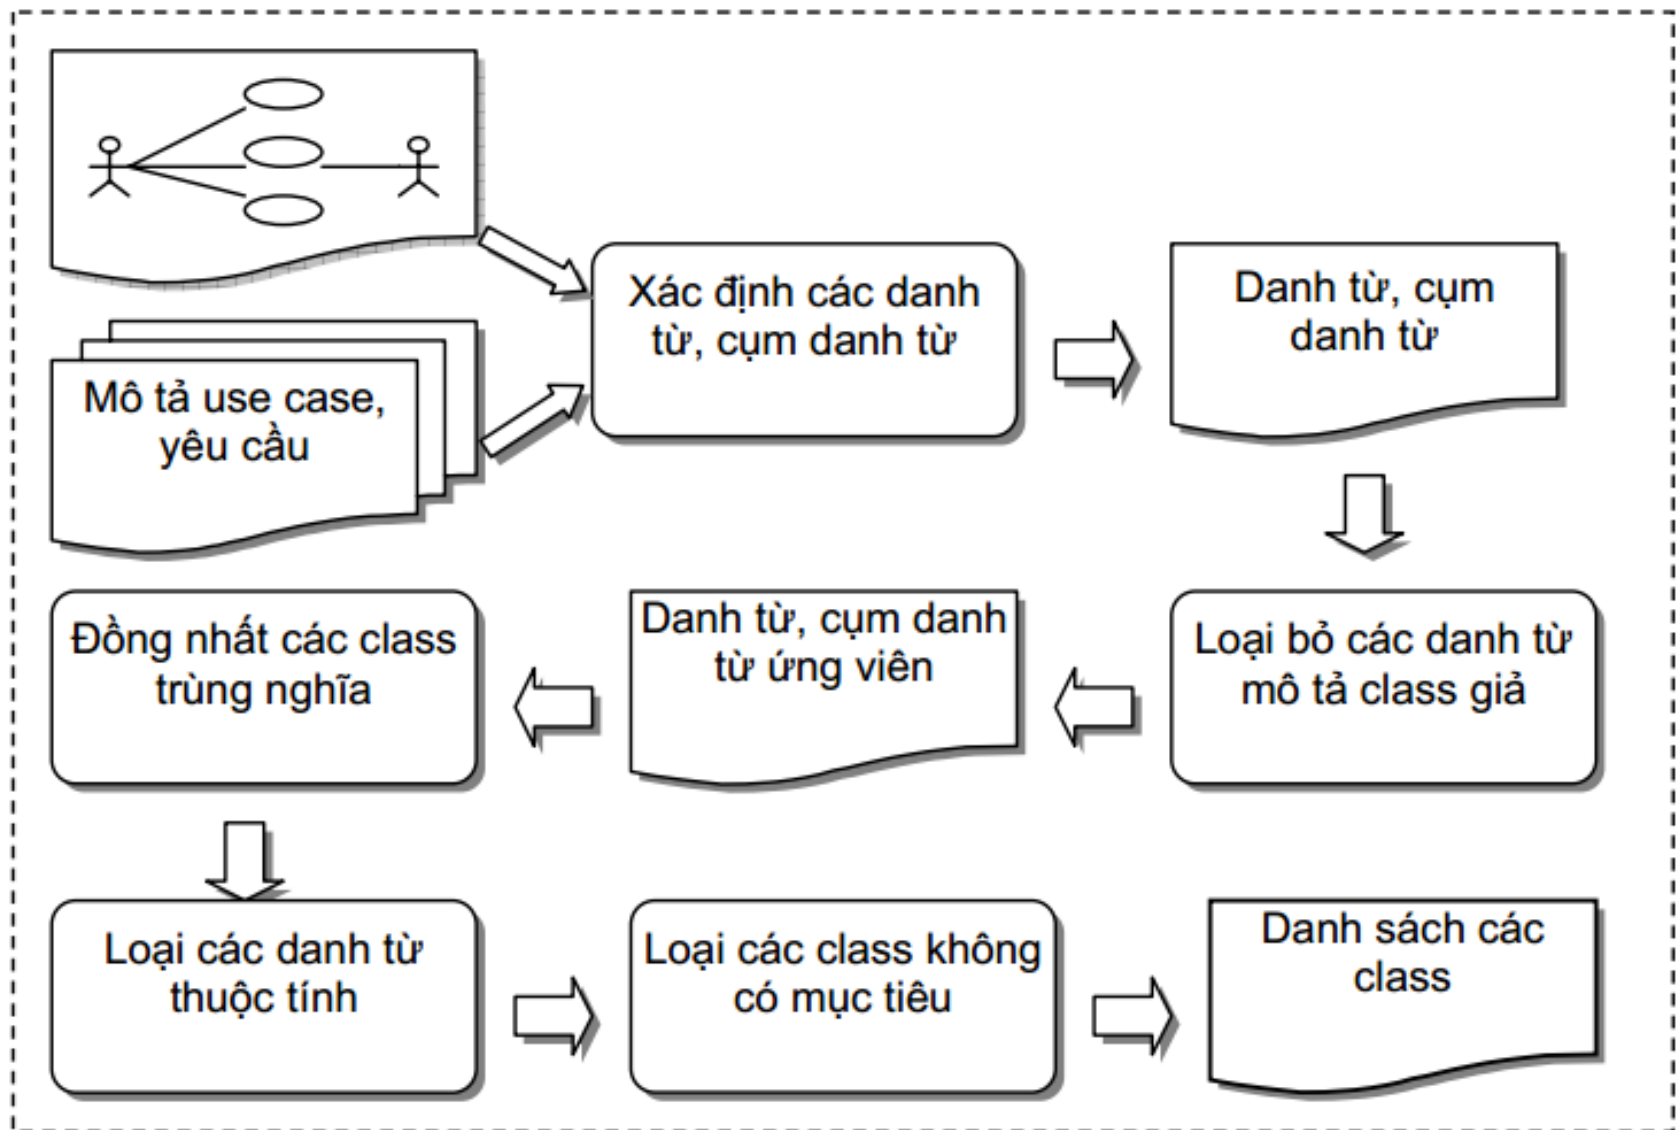 Xác định các danh
từ, cụm danh từ
Danh từ, cụm
danh từ
Mô tả use case,
yêu cầu
Đồng nhất các class
trùng nghĩa
Danh từ, cụm danh
từ ứng viên
Loại bỏ các danh từ
mô tả class giả
Loại các danh từ
thuộc tính
Loại các class không
có mục tiêu
Danh sách các
class